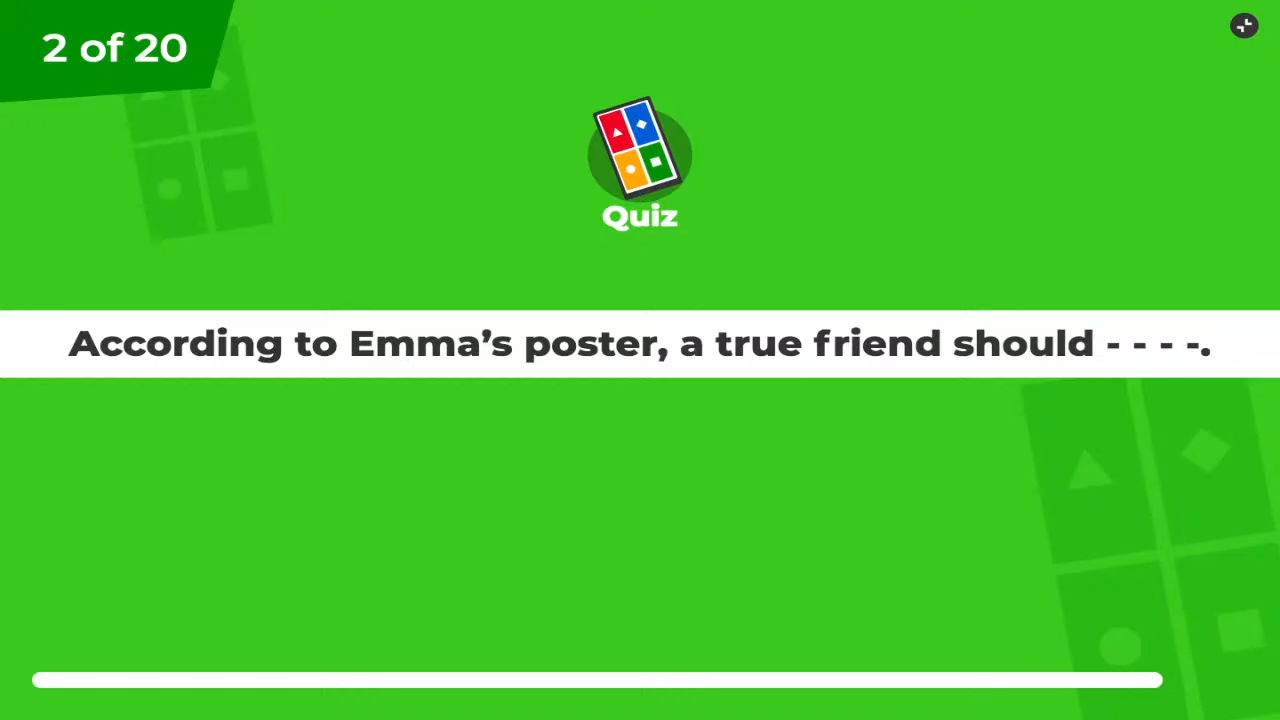 2 of 20
Quiz
According to Emma’s poster, a true friend should - - - -.